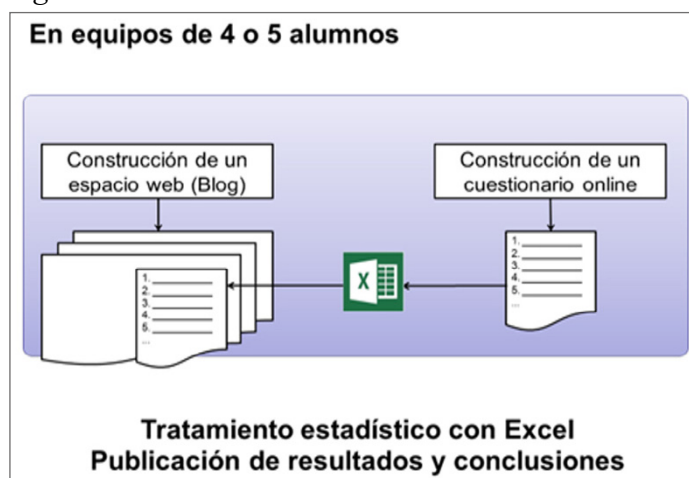 En equipos de 4 o 5 alumnos
Construcción de un
espacio web (Blog)
Construcción de un
cuestionario online
1.
2.
3.
4.
5.
...
X
1.
2.
3.
4.
5.
...
Tratamiento estadístico con Excel
Publicación de resultados y conclusiones